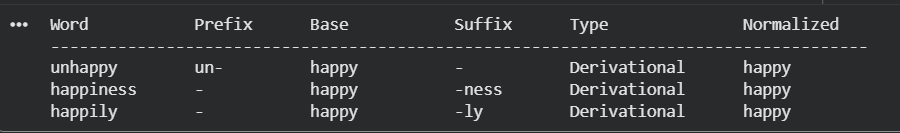 ••• Word Prefix Base Suffix Type Normalized
-------------------------------------------------------------------------------------
unhappy un- happy - Derivational happy
happiness - happy -ness Derivational happy
happily - happy -ly Derivational happy